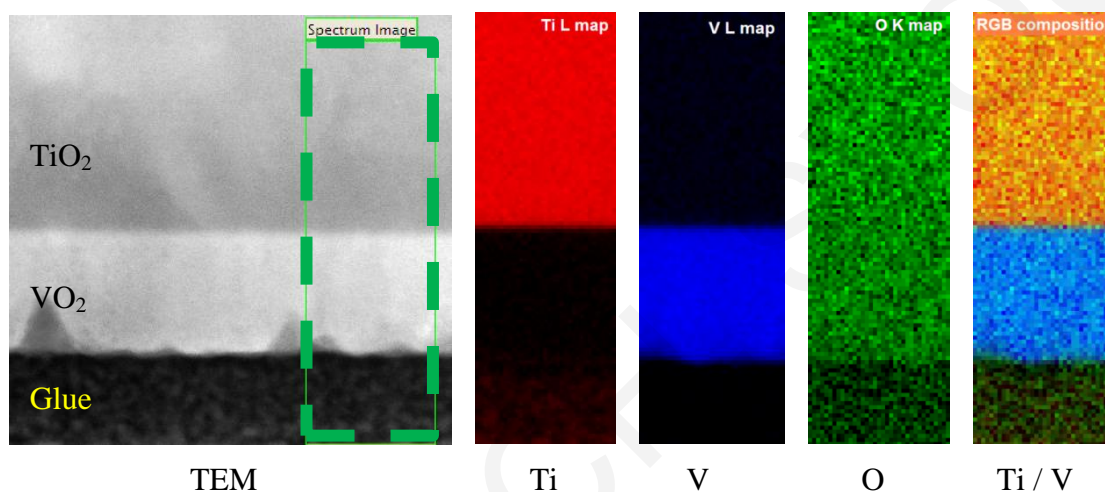 Spectrum Image
Ti L map
V L map
O K map
RGB compositio
TiO₂
VO₂
Glue
TEM
Ti
V
O
Ti / V